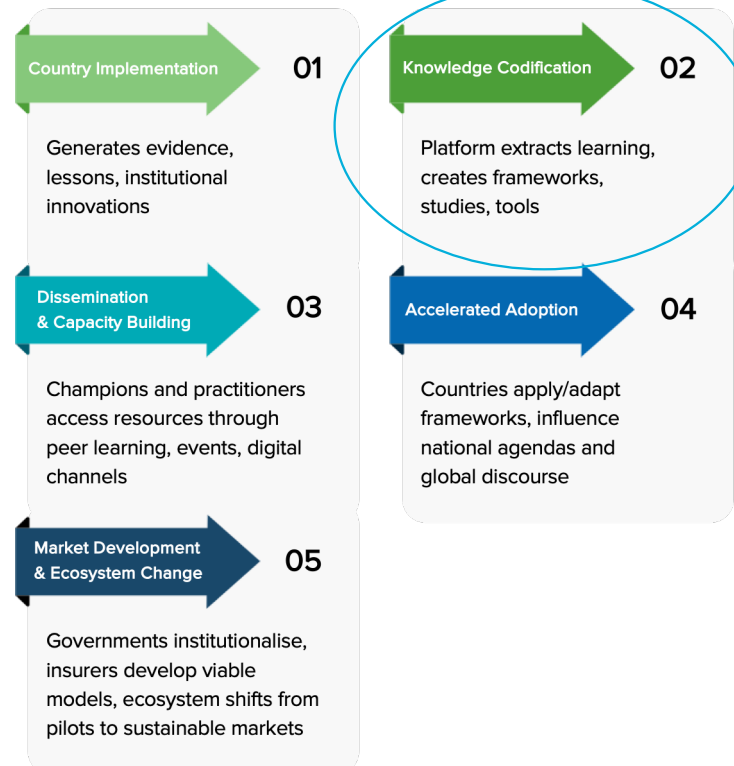 Country Implementation
01
Generates evidence,
lessons, institutional
innovations
Knowledge Codification
02
Platform extracts learning,
creates frameworks,
studies, tools
Dissemination
& Capacity Building
03
Champions and practitioners
access resources through
peer learning, events, digital
channels
Accelerated Adoption
04
Countries apply/adapt
frameworks, influence
national agendas and
global discourse
Market Development
& Ecosystem Change
05
Governments institutionalise,
insurers develop viable
models, ecosystem shifts from
pilots to sustainable markets